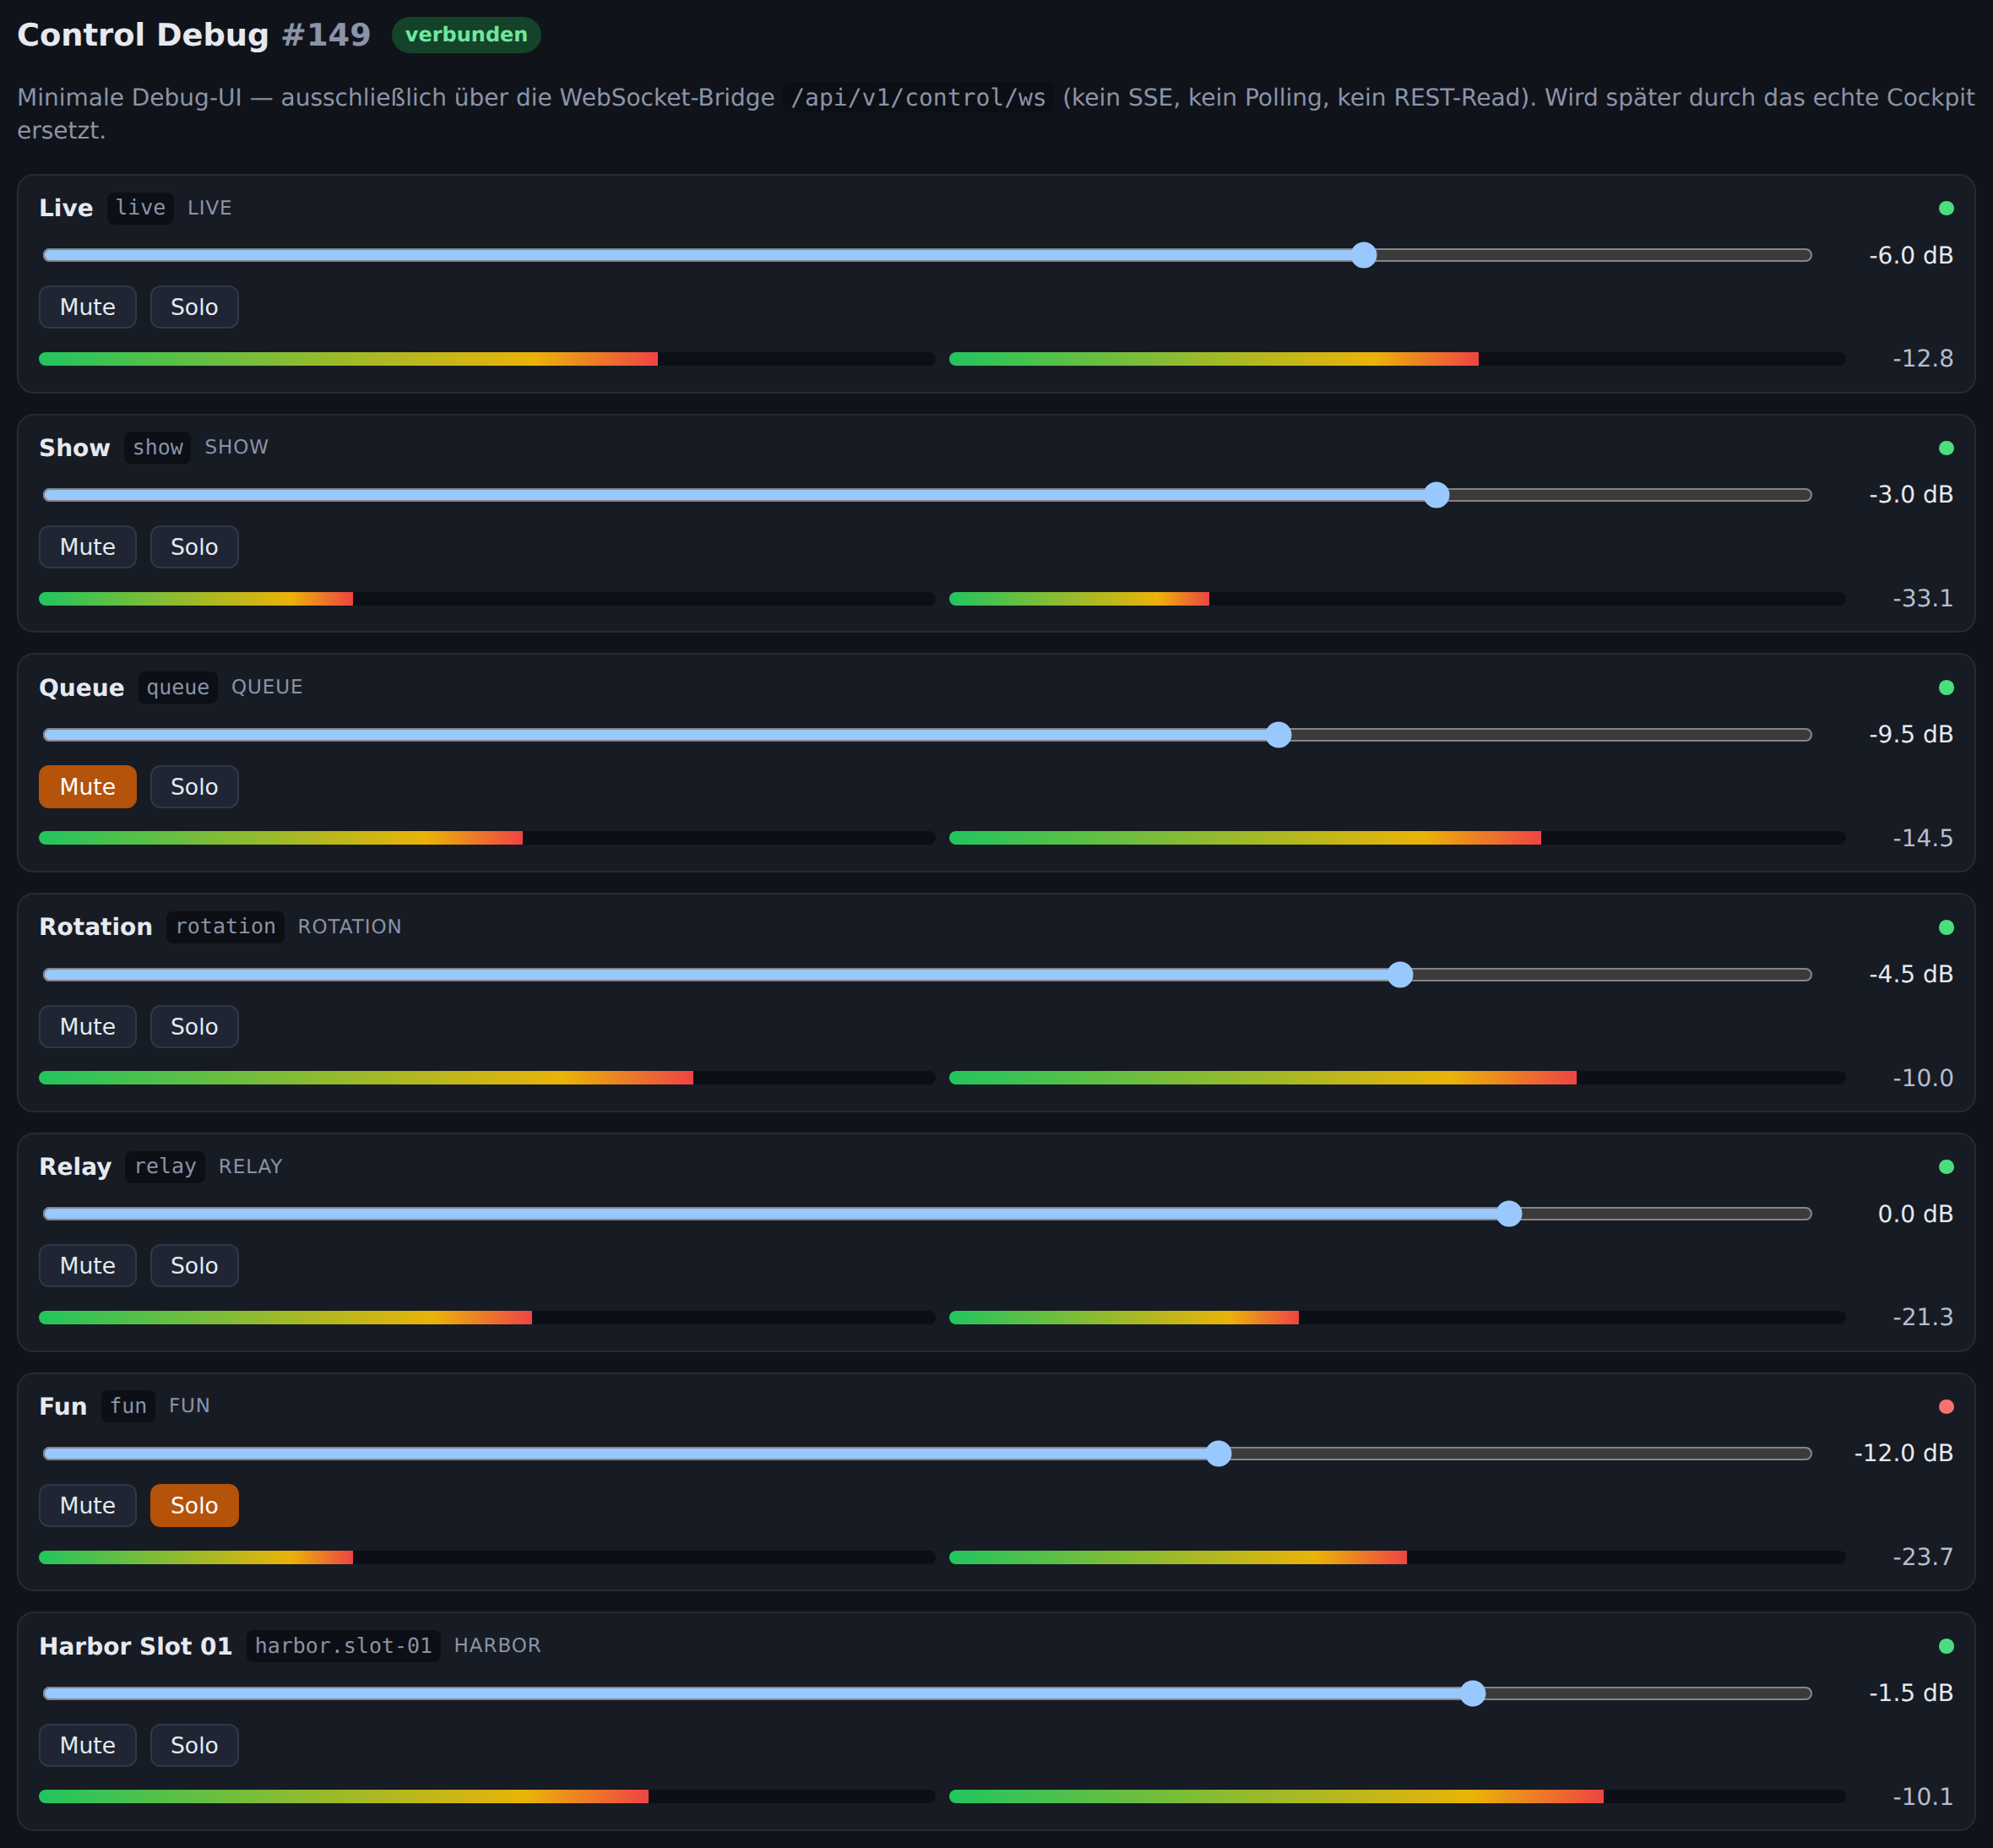 Control Debug #149 verbunden
Minimale Debug-UI — ausschließlich über die WebSocket-Bridge /api/v1/control/ws (kein SSE, kein Polling, kein REST-Read). Wird später durch das echte Cockpit
ersetzt.
Live live LIVE
-6.0 dB
Mute Solo
-12.8
Show show SHOW
-3.0 dB
Mute Solo
-33.1
Queue queue QUEUE
-9.5 dB
Mute Solo
-14.5
Rotation rotation ROTATION
-4.5 dB
Mute Solo
-10.0
Relay relay RELAY
0.0 dB
Mute Solo
-21.3
Fun fun FUN
-12.0 dB
Mute Solo
-23.7
Harbor Slot 01 harbor.slot-01 HARBOR
-1.5 dB
Mute Solo
-10.1